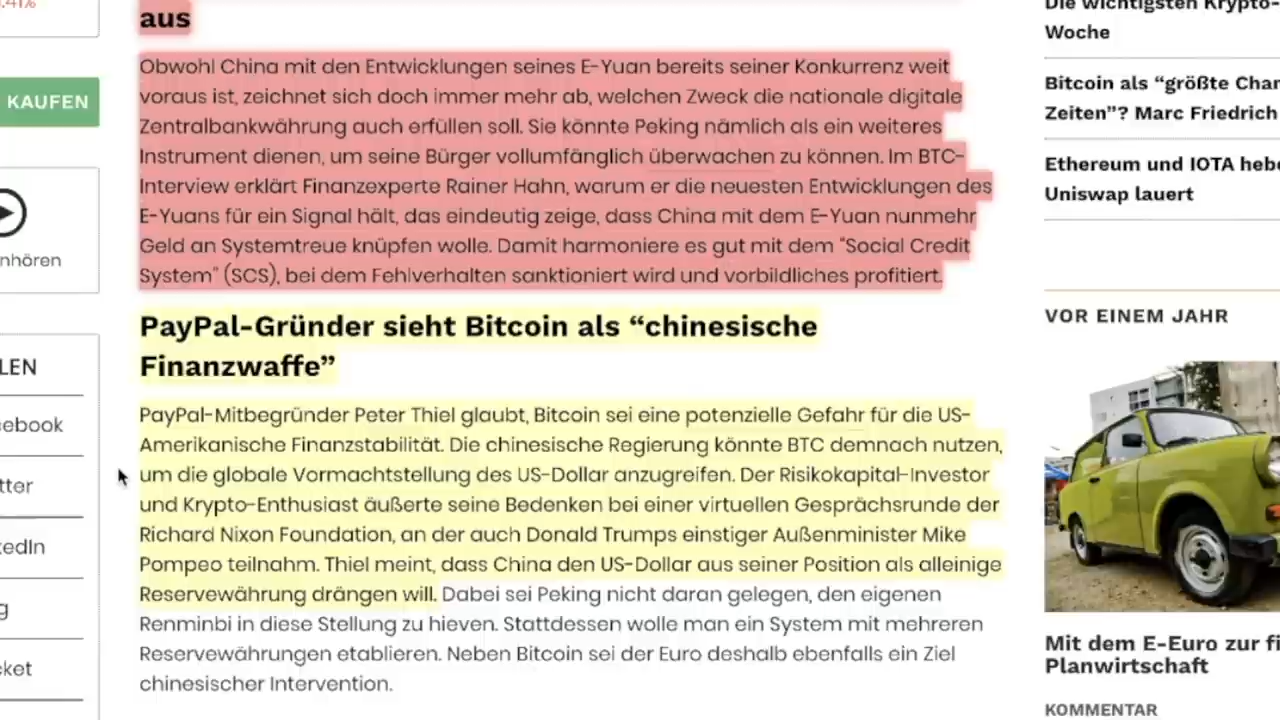 .41%
KAUFEN
nhören
LEN
cebook
tter
kedIn
g
cket
aus
Obwohl China mit den Entwicklungen seines E-Yuan bereits seiner Konkurrenz weit
voraus ist, zeichnet sich doch immer mehr ab, welchen Zweck die nationale digitale
Zentralbankwährung auch erfüllen soll. Sie könnte Peking nämlich als ein weiteres
Instrument dienen, um seine Bürger vollumfänglich überwachen zu können. Im BTC-
Interview erklärt Finanzexperte Rainer Hahn, warum er die neuesten Entwicklungen des
E-Yuans für ein Signal hält, das eindeutig zeige, dass China mit dem E-Yuan nunmehr
Geld an Systemtreue knüpfen wolle. Damit harmoniere es gut mit dem "Social Credit
System" (SCS), bei dem Fehlverhalten sanktioniert wird und vorbildliches profitiert.
PayPal-Gründer sieht Bitcoin als “chinesische
Finanzwaffe”
PayPal-Mitbegründer Peter Thiel glaubt, Bitcoin sei eine potenzielle Gefahr für die US-
Amerikanische Finanzstabilität. Die chinesische Regierung könnte BTC demnach nutzen,
um die globale Vormachtstellung des US-Dollar anzugreifen. Der Risikokapital-Investor
und Krypto-Enthusiast äußerte seine Bedenken bei einer virtuellen Gesprächsrunde der
Richard Nixon Foundation, an der auch Donald Trumps einstiger Außenminister Mike
Pompeo teilnahm. Thiel meint, dass China den US-Dollar aus seiner Position als alleinige
Reservewährung drängen will. Dabei sei Peking nicht daran gelegen, den eigenen
Renminbi in diese Stellung zu hieven. Stattdessen wolle man ein System mit mehreren
Reservewährungen etablieren. Neben Bitcoin sei der Euro deshalb ebenfalls ein Ziel
chinesischer Intervention.
Die wichtigsten Krypto-
Woche
Bitcoin als “größte Chan
Zeiten”? Marc Friedrich
Ethereum und IOTA hebe
Uniswap lauert
VOR EINEM JAHR
Mit dem E-Euro zur fi
Planwirtschaft
KOMMENTAR